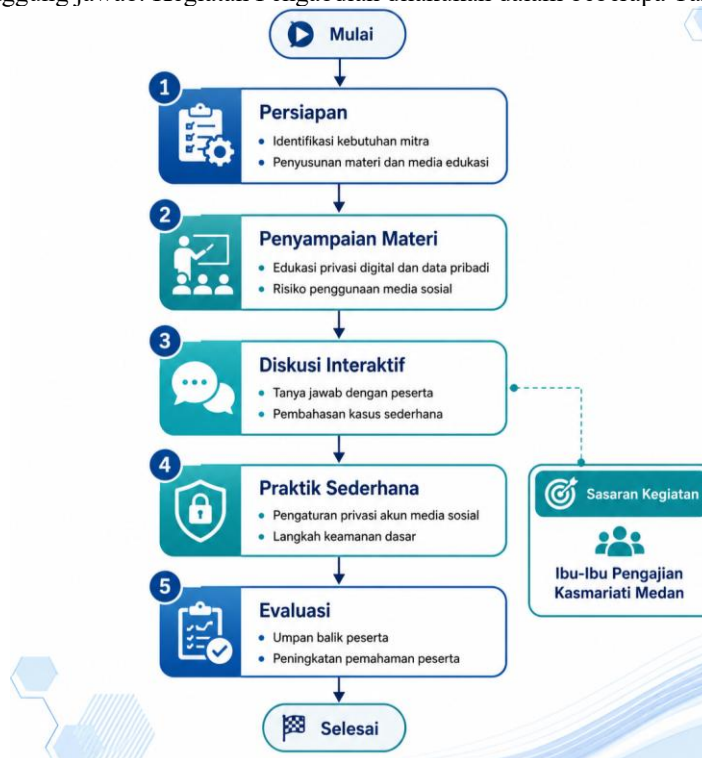 Mulai
1
Persiapan
• Identifikasi kebutuhan mitra
• Penyusunan materi dan media edukasi
2
Penyampaian Materi
• Edukasi privasi digital dan data pribadi
• Risiko penggunaan media sosial
3
Diskusi Interaktif
• Tanya jawab dengan peserta
• Pembahasan kasus sederhana
4
Praktik Sederhana
• Pengaturan privasi akun media sosial
• Langkah keamanan dasar
Sasaran Kegiatan
Ibu-Ibu Pengajian
Kasmariati Medan
5
Evaluasi
• Umpan balik peserta
• Peningkatan pemahaman peserta
Selesai